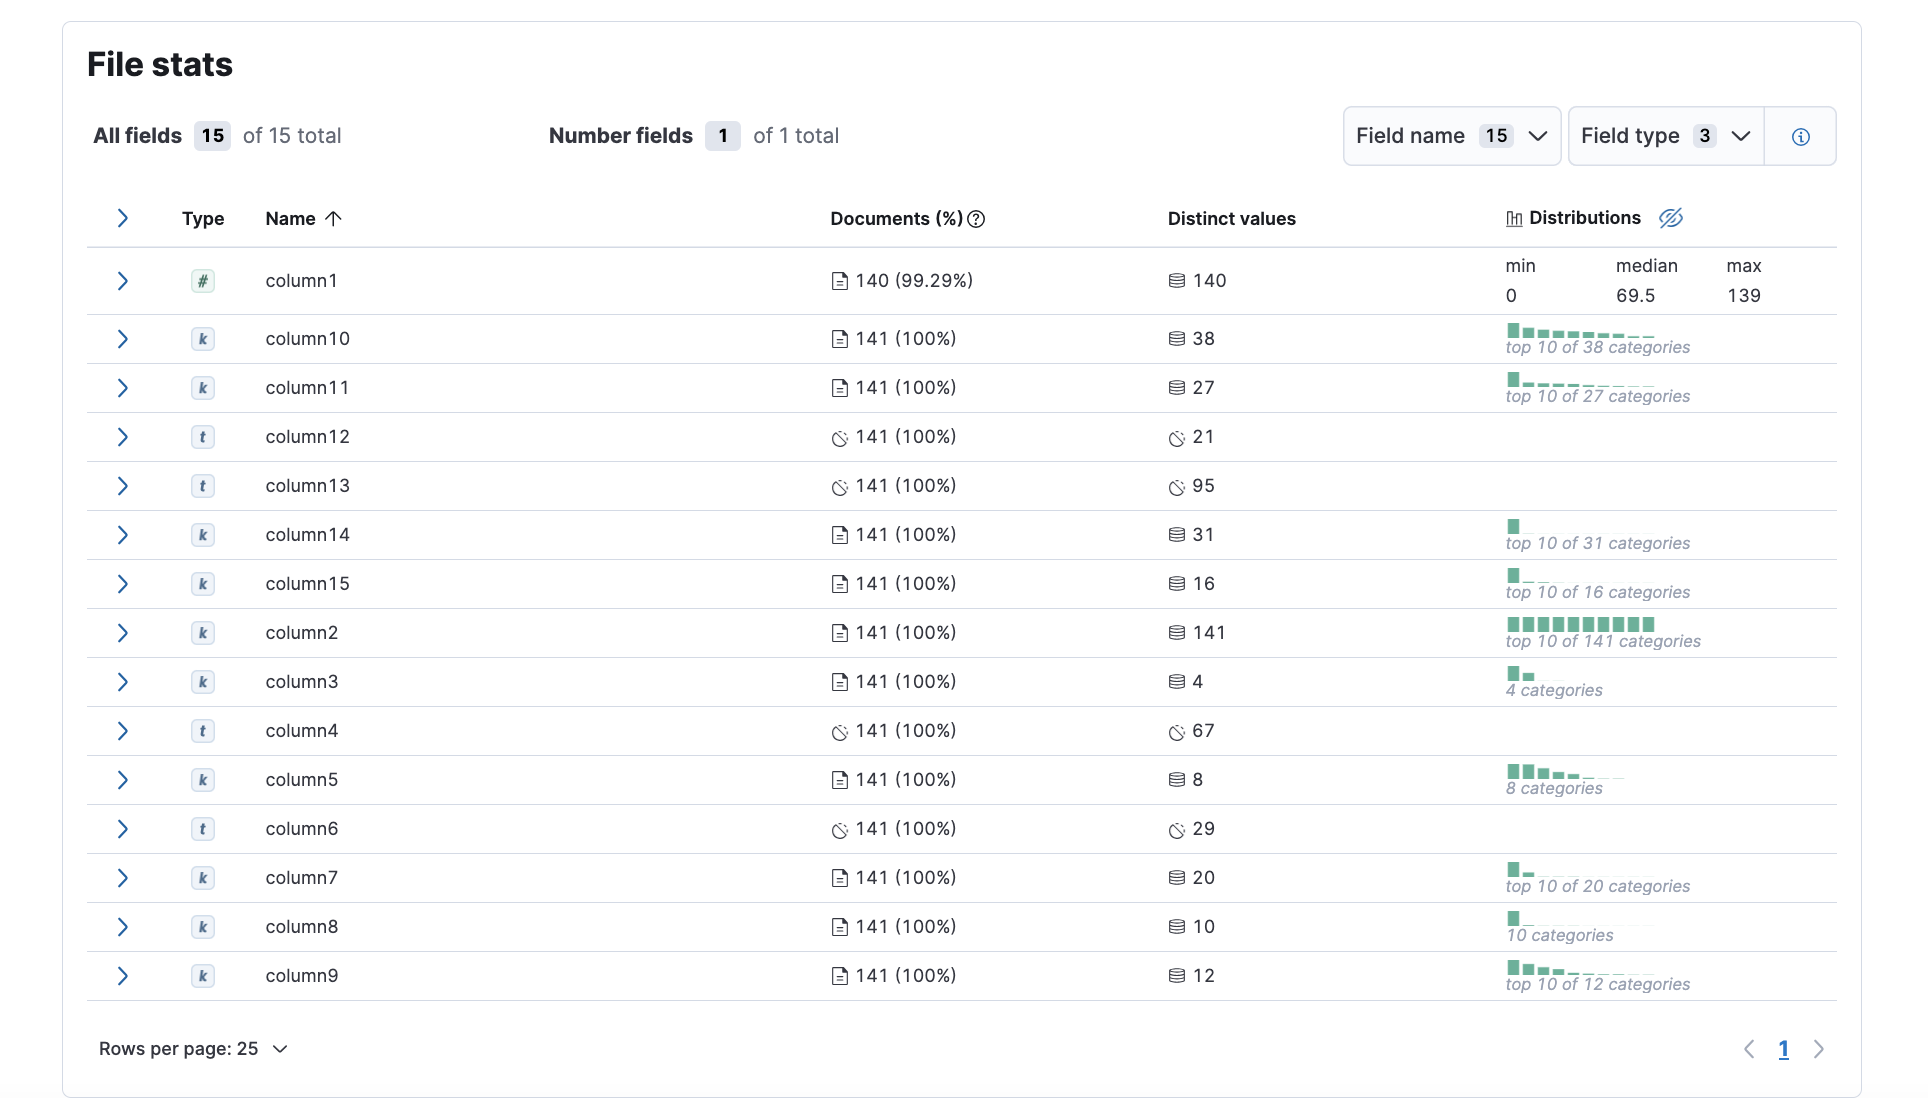 File stats
All fields 15 of 15 total Number fields 1 of 1 total Field name 15 Field type 3
Type Name Documents (%) Distinct values Distributions
# column1 140 (99.29%) 140 min median max
0 69.5 139
k column10 141 (100%) 38 top 10 of 38 categories
k column11 141 (100%) 27 top 10 of 27 categories
t column12 141 (100%) 21
t column13 141 (100%) 95
k column14 141 (100%) 31 top 10 of 31 categories
k column15 141 (100%) 16 top 10 of 16 categories
k column2 141 (100%) 141 top 10 of 141 categories
k column3 141 (100%) 4 4 categories
t column4 141 (100%) 67
k column5 141 (100%) 8 8 categories
t column6 141 (100%) 29
k column7 141 (100%) 20 top 10 of 20 categories
k column8 141 (100%) 10 10 categories
k column9 141 (100%) 12 top 10 of 12 categories
Rows per page: 25 1